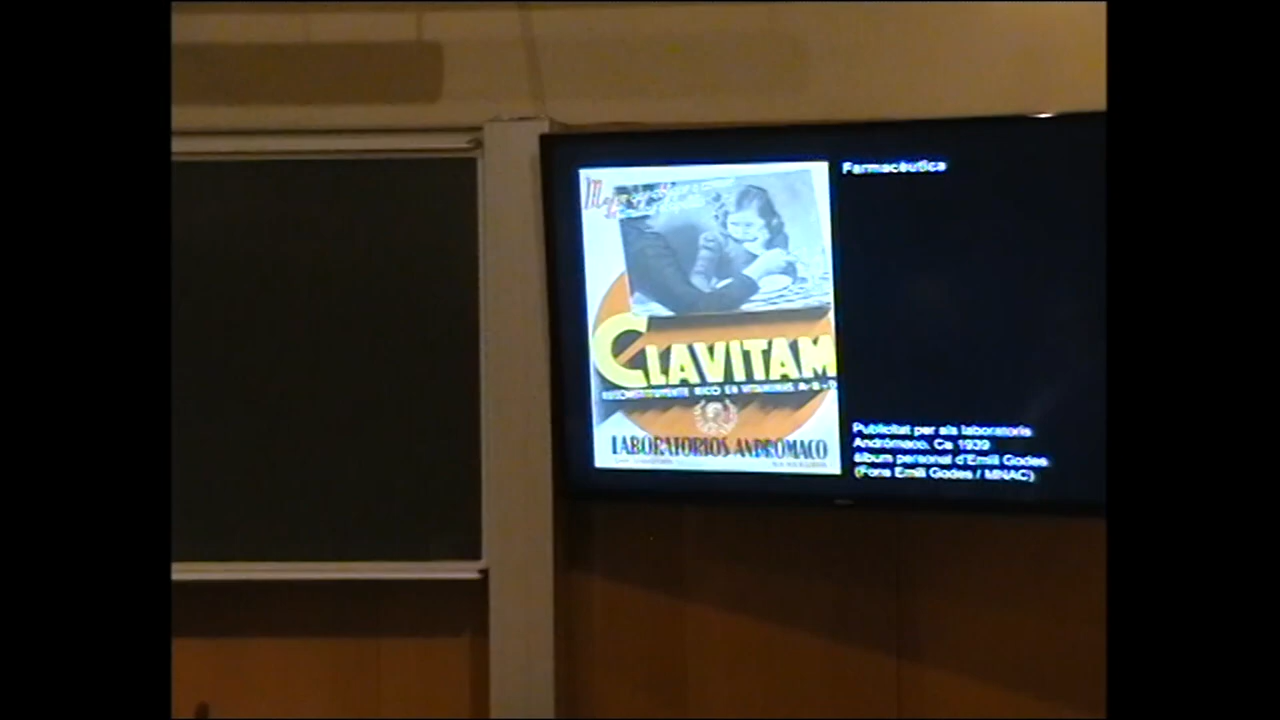 Farmacèutica
CLAVITAM
RECONSTITUYENTE RICO EN VITAMINAS A-B-D
LABORATORIOS ANDROMACO
Publicitat per als laboratoris
Andrómaco. Ca 1939
àlbum personal d'Emili Godes
(Fons Emili Godes / MNAC)